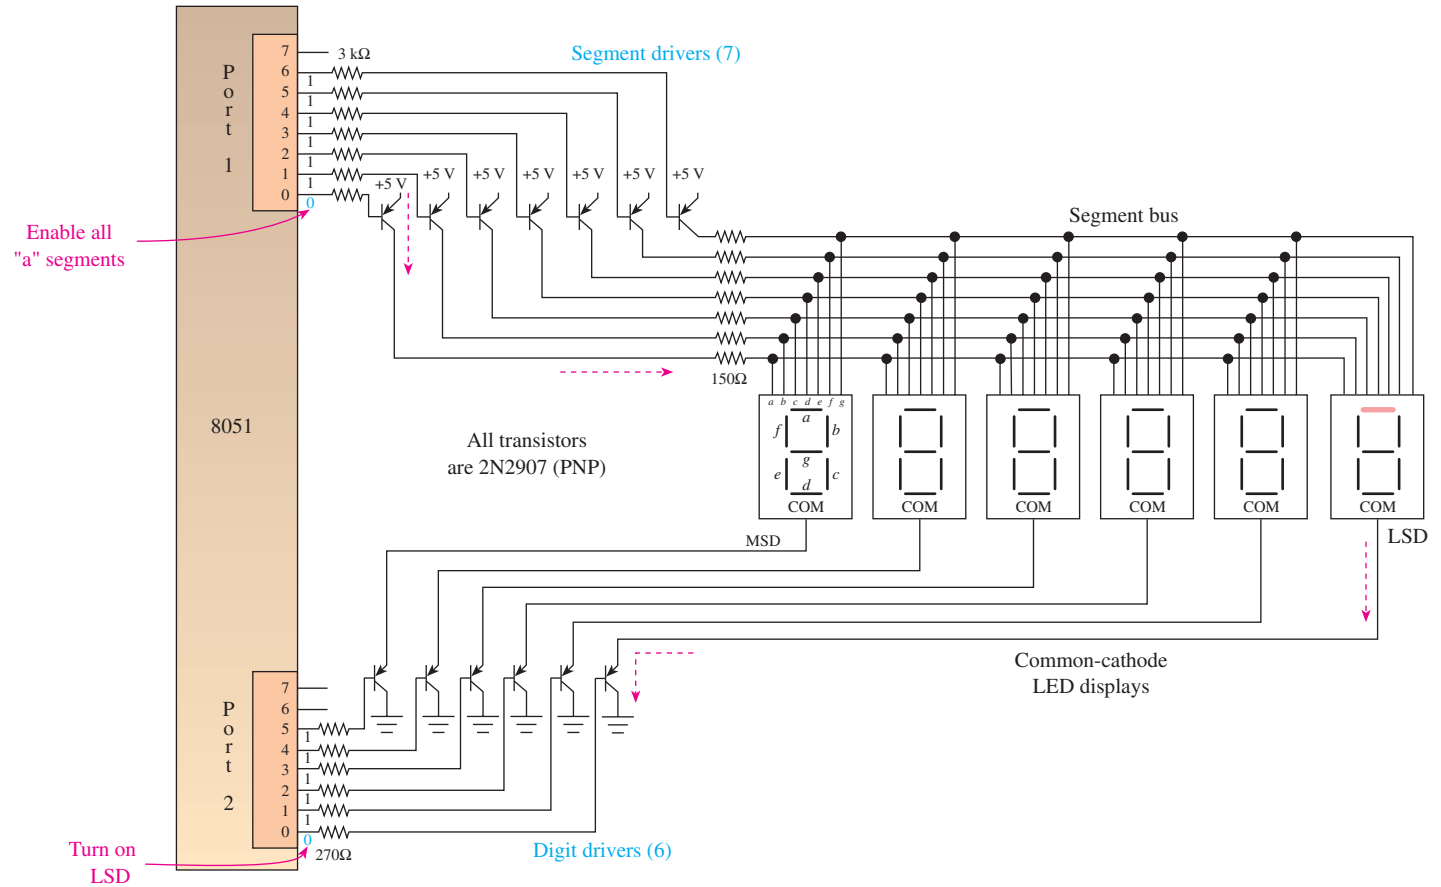 Port 1
7
6
5
4
3
2
1
0
1
1
1
1
1
1
0
3 kΩ
Segment drivers (7)
+5 V
+5 V
+5 V
+5 V
+5 V
+5 V
+5 V
Enable all
"a" segments
Segment bus
150Ω
8051
All transistors
are 2N2907 (PNP)
a b c d e f g
a
f
b
g
e
c
d
COM
COM
COM
COM
COM
COM
MSD
LSD
Common-cathode
LED displays
Port 2
7
6
5
4
3
2
1
0
1
1
1
1
1
0
270Ω
Turn on
LSD
Digit drivers (6)